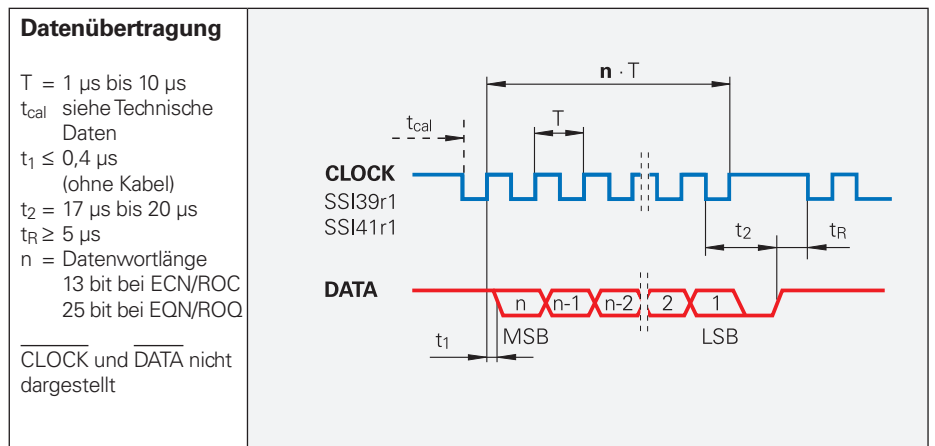 Datenübertragung
T = 1 µs bis 10 µs
tcal siehe Technische
Daten
t1 ≤ 0,4 µs
(ohne Kabel)
t2 = 17 µs bis 20 µs
tR ≥ 5 µs
n = Datenwortlänge
13 bit bei ECN/ROC
25 bit bei EQN/ROQ
CLOCK und DATA nicht
dargestellt
n · T
tcal
T
CLOCK
SSI39r1
SSI41r1
t2
tR
DATA
n
n-1
n-2
2
1
t1
MSB
LSB